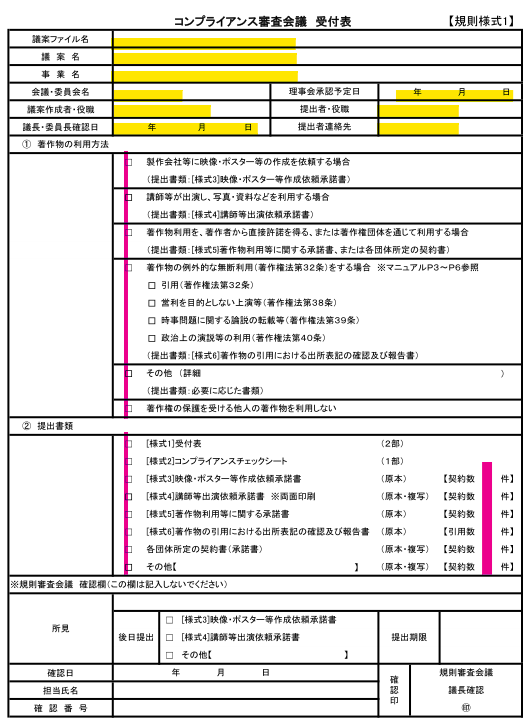 コンプライアンス審査会議　受付表　【規則様式1】
議案ファイル名
議　案　名
事　業　名
会議・委員会名　理事会承認予定日　年　月　日
議案作成者・役職　提出者・役職
議長・委員長確認日　年　月　日　提出者連絡先
① 著作物の利用方法
□ 製作会社等に映像・ポスター等の作成を依頼する場合
（提出書類：[様式3]映像・ポスター等作成依頼承諾書）
□ 講師等が出演し、写真・資料などを利用する場合
（提出書類：[様式4]講師等出演依頼承諾書）
□ 著作物利用を、著作者から直接許諾を得る、または著作権団体を通じて利用する場合
（提出書類：[様式5]著作物利用等に関する承諾書、または各団体所定の契約書）
□ 著作物の例外的な無断利用（著作権法第32条）をする場合　※マニュアルP3～P6参照
□ 引用（著作権法第32条）
□ 営利を目的としない上演等（著作権法第38条）
□ 時事問題に関する論説の転載等（著作権法第39条）
□ 政治上の演説等の利用（著作権法第40条）
（提出書類：[様式6]著作物の引用における出所表記の確認及び報告書）
□ その他　（詳細　）
（提出書類：必要に応じた書類）
□ 著作権の保護を受ける他人の著作物を利用しない
② 提出書類
□ [様式1]受付表　（2部）
□ [様式2]コンプライアンスチェックシート　（1部）
□ [様式3]映像・ポスター等作成依頼承諾書　（原本）　【契約数　件】
□ [様式4]講師等出演依頼承諾書　※両面印刷　（原本・複写）　【契約数　件】
□ [様式5]著作物利用等に関する承諾書　（原本）　【契約数　件】
□ [様式6]著作物の引用における出所表記の確認及び報告書　（原本）　【引用数　件】
□ 各団体所定の契約書（承諾書）　（原本・複写）　【契約数　件】
□ その他【　】　（原本・複写）　【契約数　件】
※規則審査会議　確認欄（この欄は記入しないでください）
所見
後日提出
□ [様式3]映像・ポスター等作成依頼承諾書
□ [様式4]講師等出演依頼承諾書
□ その他【　】
提出期限
確認日　年　月　日
担当氏名
確　認　番　号
確認印
規則審査会議
議長確認
㊞